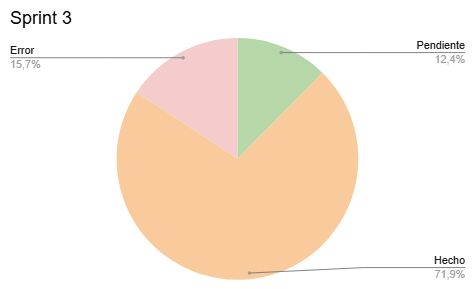 Sprint 3
Error
15,7%
Pendiente
12,4%
Hecho
71,9%